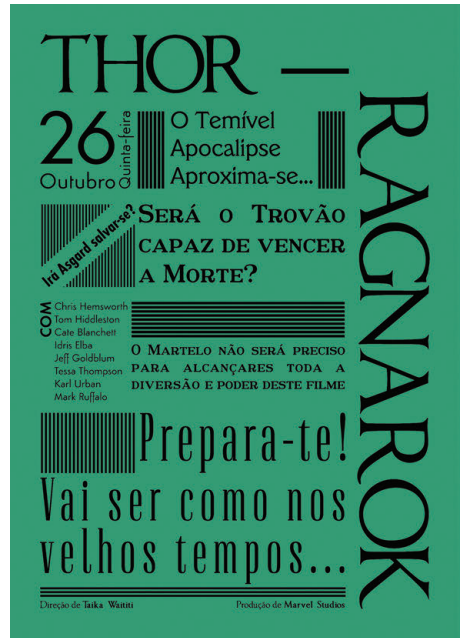 THOR —
RAGNAROK
26
Outubro
Quinta-feira
O Temível
Apocalipse
Aproxima-se...
Irá Asgard salvar-se?
SERÁ O TROVÃO
CAPAZ DE VENCER
A MORTE?
COM
Chris Hemsworth
Tom Hiddleston
Cate Blanchett
Idris Elba
Jeff Goldblum
Tessa Thompson
Karl Urban
Mark Ruffalo
O MARTELO NÃO SERÁ PRECISO
PARA ALCANÇARES TODA A
DIVERSÃO E PODER DESTE FILME
Prepara-te!
Vai ser como nos
velhos tempos...
Direção de Taika Waititi
Produção de Marvel Studios